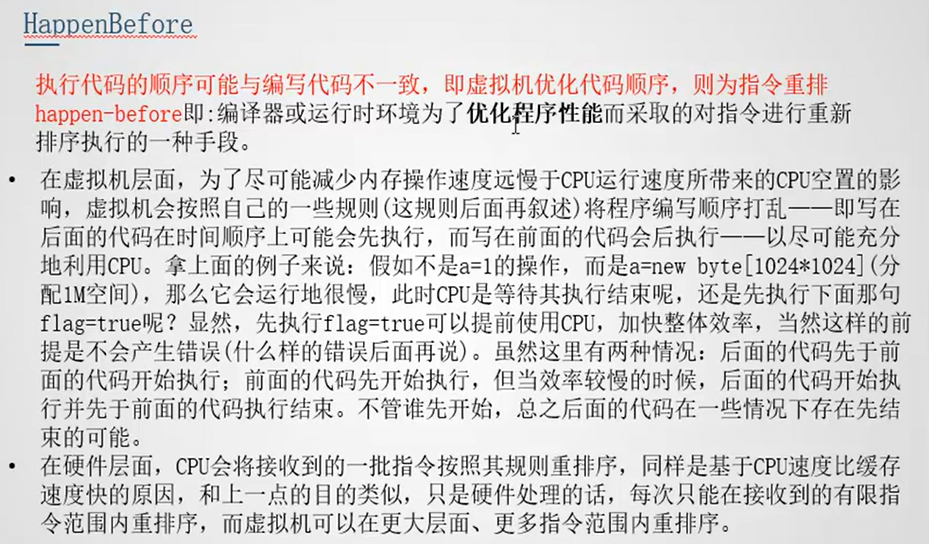 HappenBefore
执行代码的顺序可能与编写代码不一致，即虚拟机优化代码顺序，则为指令重排
happen-before即:编译器或运行时环境为了优化程序性能而采取的对指令进行重新
排序执行的一种手段。
• 在虚拟机层面，为了尽可能减少内存操作速度远慢于CPU运行速度所带来的CPU空置的影
响，虚拟机会按照自己的一些规则(这规则后面再叙述)将程序编写顺序打乱——即写在
后面的代码在时间顺序上可能会先执行，而写在前面的代码会后执行——以尽可能充分
地利用CPU。拿上面的例子来说：假如不是a=1的操作，而是a=new byte[1024*1024](分
配1M空间)，那么它会运行地很慢，此时CPU是等待其执行结束呢，还是先执行下面那句
flag=true呢？显然，先执行flag=true可以提前使用CPU，加快整体效率，当然这样的前
提是不会产生错误(什么样的错误后面再说)。虽然这里有两种情况：后面的代码先于前
面的代码开始执行；前面的代码先开始执行，但当效率较慢的时候，后面的代码开始执
行并先于前面的代码执行结束。不管谁先开始，总之后面的代码在一些情况下存在先结
束的可能。
• 在硬件层面，CPU会将接收到的一批指令按照其规则重排序，同样是基于CPU速度比缓存
速度快的原因，和上一点的目的类似，只是硬件处理的话，每次只能在接收到的有限指
令范围内重排序，而虚拟机可以在更大层面、更多指令范围内重排序。